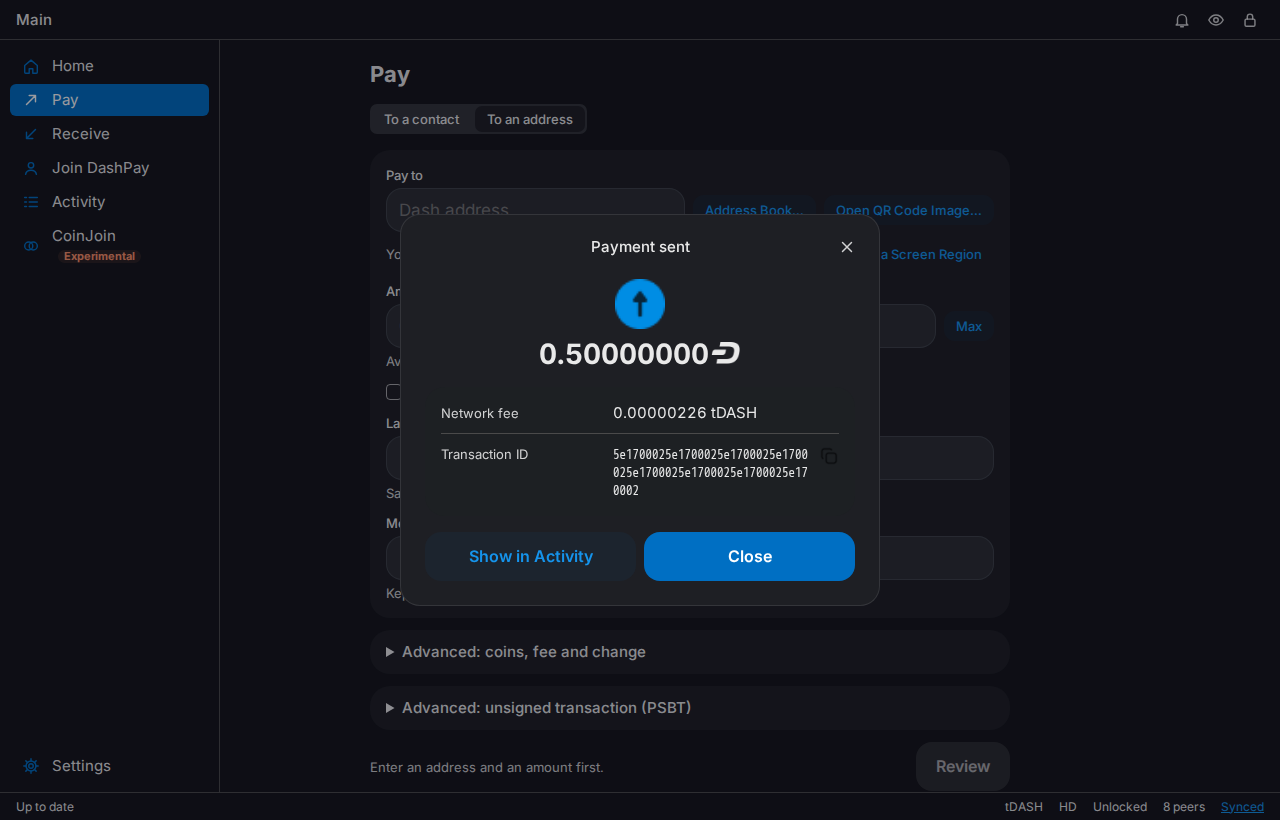 Main
Home
Pay
Receive
Join DashPay
Activity
CoinJoin
Experimental
Settings
Pay
To a contact
To an address
Pay to
Dash address
Address Book...
Open QR Code Image...
a Screen Region
Max
Payment sent
0.50000000
Network fee
0.00000226 tDASH
Transaction ID
5e1700025e1700025e1700025e1700
025e1700025e1700025e1700025e17
0002
Show in Activity
Close
Advanced: coins, fee and change
Advanced: unsigned transaction (PSBT)
Enter an address and an amount first.
Review
Up to date
tDASH
HD
Unlocked
8 peers
Synced